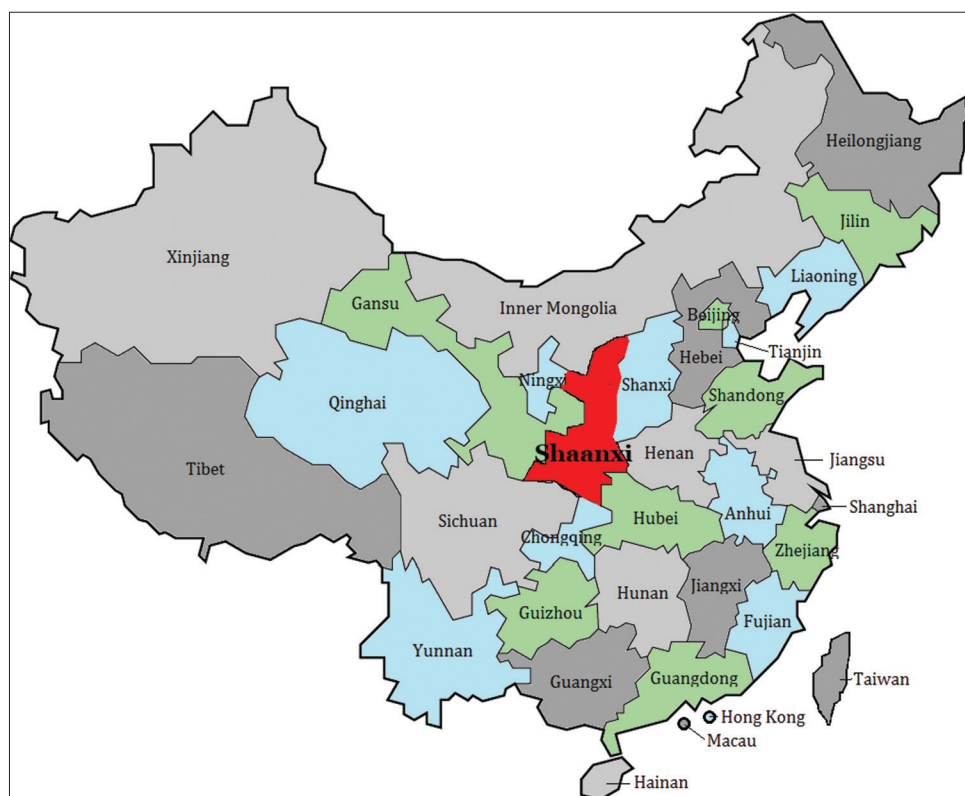 Heilongjiang
Jilin
Xinjiang
Liaoning
Gansu
Inner Mongolia
Beijing
Tianjin
Hebei
Ningxi
Shanxi
Shandong
Qinghai
Shaanxi
Henan
Jiangsu
Tibet
Shanghai
Sichuan
Hubei
Anhui
Chongqing
Zhejiang
Jiangxi
Hunan
Guizhou
Fujian
Yunnan
Guangxi
Guangdong
Taiwan
Hong Kong
Macau
Hainan